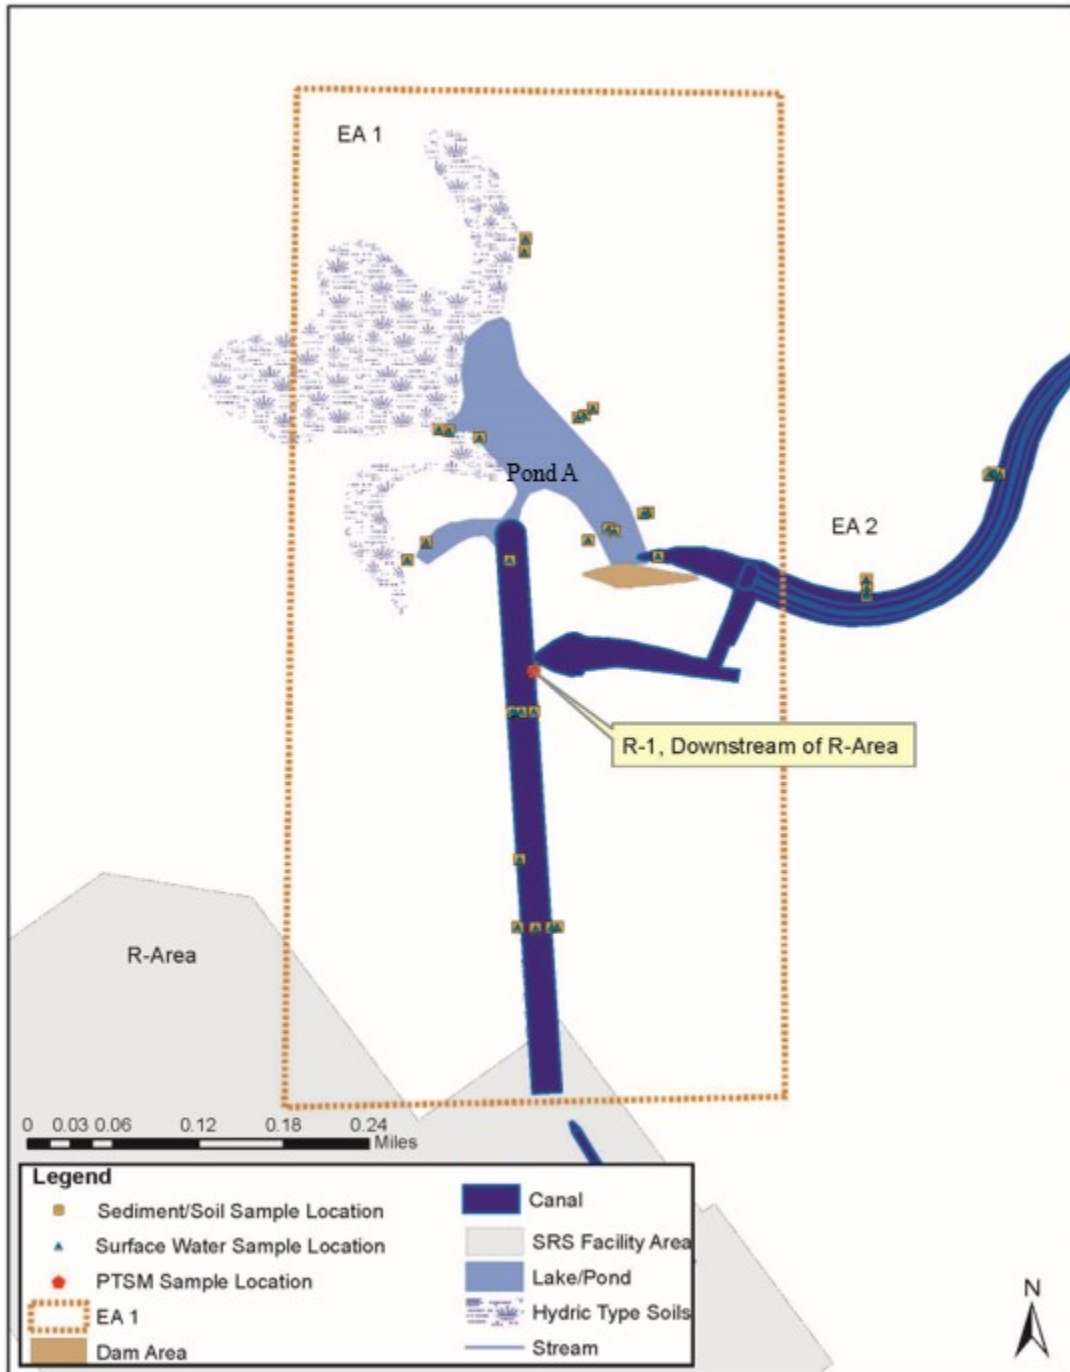 EA 1
Pond A
EA 2
R-1, Downstream of R-Area
R-Area
0 0.03 0.06 0.12 0.18 0.24
Miles
Legend
Sediment/Soil Sample Location
Surface Water Sample Location
PTSM Sample Location
EA 1
Dam Area
Canal
SRS Facility Area
Lake/Pond
Hydric Type Soils
Stream
N